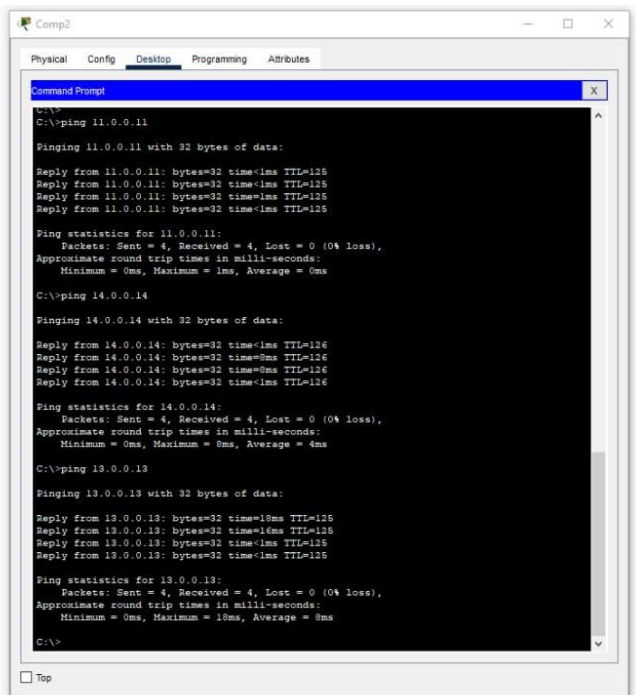 Comp2
Physical Config Desktop Programming Attributes
Command Prompt X
C:\>
C:\>ping 11.0.0.11
Pinging 11.0.0.11 with 32 bytes of data:
Reply from 11.0.0.11: bytes=32 time<1ms TTL=125
Reply from 11.0.0.11: bytes=32 time<1ms TTL=125
Reply from 11.0.0.11: bytes=32 time=1ms TTL=125
Reply from 11.0.0.11: bytes=32 time<1ms TTL=125
Ping statistics for 11.0.0.11:
Packets: Sent = 4, Received = 4, Lost = 0 (0% loss),
Approximate round trip times in milli-seconds:
Minimum = 0ms, Maximum = 1ms, Average = 0ms
C:\>ping 14.0.0.14
Pinging 14.0.0.14 with 32 bytes of data:
Reply from 14.0.0.14: bytes=32 time<1ms TTL=126
Reply from 14.0.0.14: bytes=32 time=8ms TTL=126
Reply from 14.0.0.14: bytes=32 time=8ms TTL=126
Reply from 14.0.0.14: bytes=32 time<1ms TTL=126
Ping statistics for 14.0.0.14:
Packets: Sent = 4, Received = 4, Lost = 0 (0% loss),
Approximate round trip times in milli-seconds:
Minimum = 0ms, Maximum = 8ms, Average = 4ms
C:\>ping 13.0.0.13
Pinging 13.0.0.13 with 32 bytes of data:
Reply from 13.0.0.13: bytes=32 time=18ms TTL=125
Reply from 13.0.0.13: bytes=32 time=16ms TTL=125
Reply from 13.0.0.13: bytes=32 time<1ms TTL=125
Reply from 13.0.0.13: bytes=32 time<1ms TTL=125
Ping statistics for 13.0.0.13:
Packets: Sent = 4, Received = 4, Lost = 0 (0% loss),
Approximate round trip times in milli-seconds:
Minimum = 0ms, Maximum = 18ms, Average = 8ms
C:\>
Top